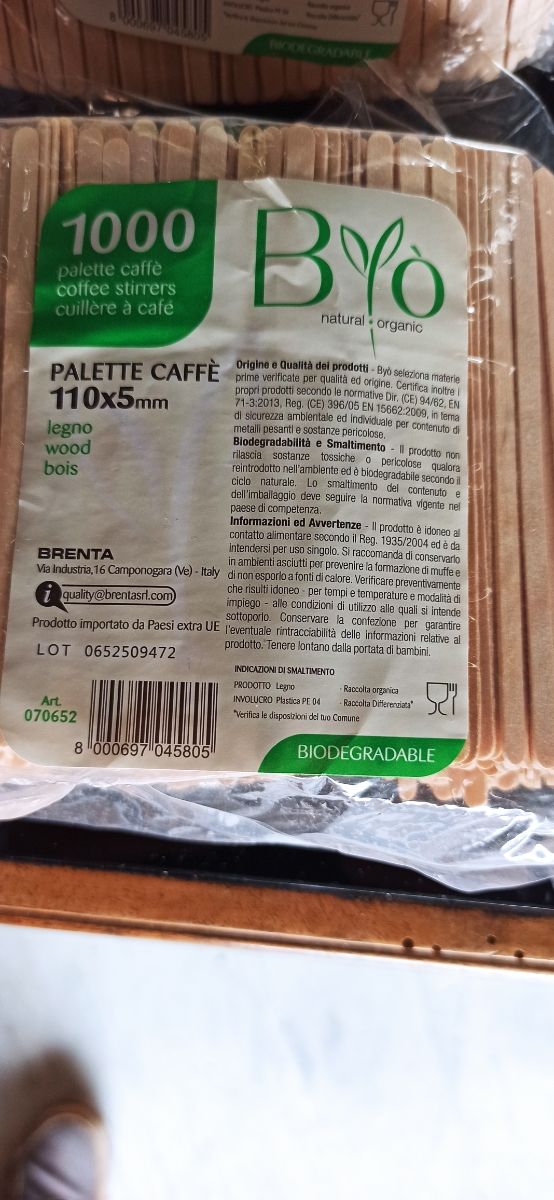 8 000697 045805
BIODEGRADABLE
1000
palette caffè
coffee stirrers
cuillère à café
Byò
natural organic
PALETTE CAFFÈ
110x5mm
legno
wood
bois
BRENTA
Via Industria,16 Camponogara (Ve) - Italy
i quality@brentasrl.com
Prodotto importato da Paesi extra UE
LOT 0652509472
Art.
070652
8 000697 045805
Origine e Qualità dei prodotti - Byò seleziona materie
prime verificate per qualità ed origine. Certifica inoltre i
propri prodotti secondo le normative Dir. (CE) 94/62, EN
71-3:2013, Reg. (CE) 396/05 EN 15662:2009, in tema
di sicurezza ambientale ed individuale per contenuto di
metalli pesanti e sostanze pericolose.
Biodegradabilità e Smaltimento - Il prodotto non
rilascia sostanze tossiche o pericolose qualora
reintrodotto nell'ambiente ed è biodegradabile secondo il
ciclo naturale. Lo smaltimento del contenuto e
dell'imballaggio deve seguire la normativa vigente nel
paese di competenza.
Informazioni ed Avvertenze - Il prodotto è idoneo al
contatto alimentare secondo il Reg. 1935/2004 ed è da
intendersi per uso singolo. Si raccomanda di conservarlo
in ambienti asciutti per prevenire la formazione di muffe e
di non esporlo a fonti di calore. Verificare preventivamente
che risulti idoneo - per tempi e temperature e modalità di
impiego - alle condizioni di utilizzo alle quali si intende
sottoporlo. Conservare la confezione per garantire
l'eventuale rintracciabilità delle informazioni relative al
prodotto. Tenere lontano dalla portata di bambini.
INDICAZIONI DI SMALTIMENTO
PRODOTTO Legno - Raccolta organica
INVOLUCRO Plastica PE 04 - Raccolta Differenziata*
*Verifica le disposizioni del tuo Comune
BIODEGRADABLE